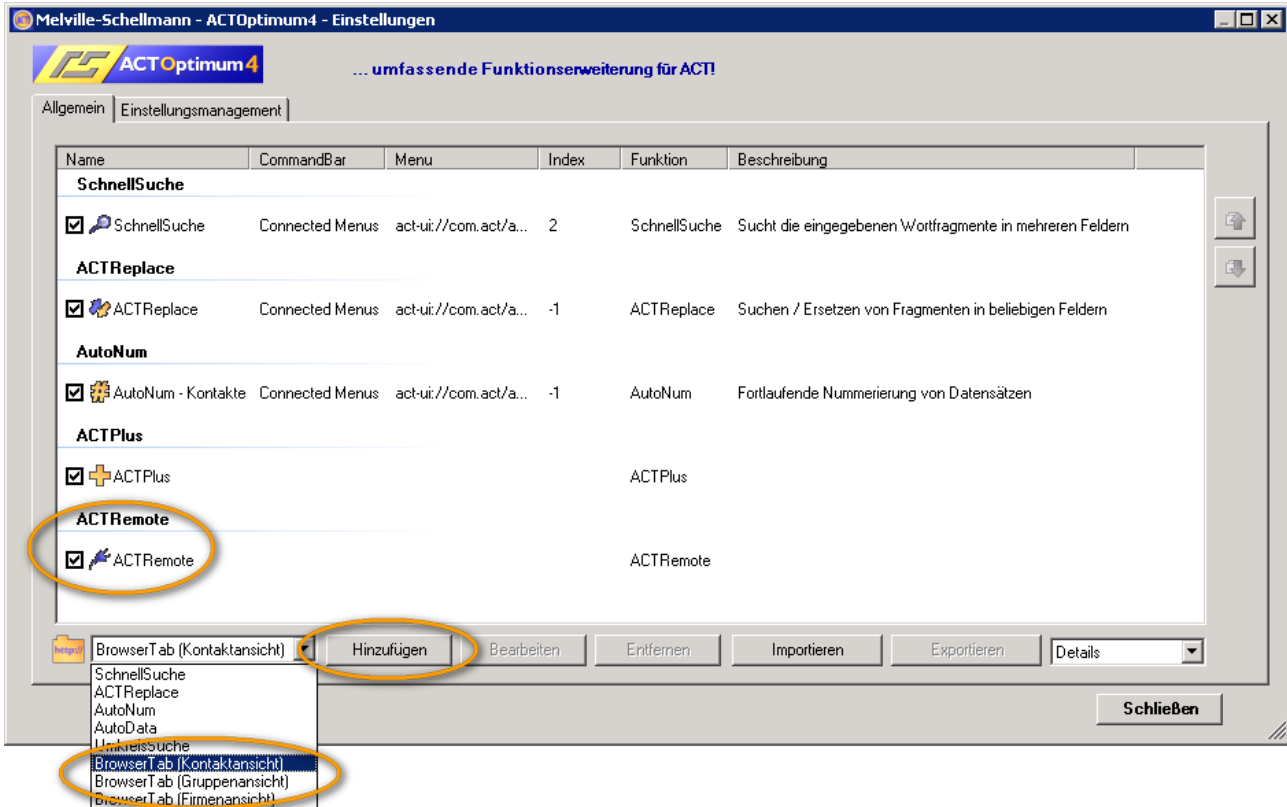 Melville-Schellmann - ACTOptimum4 - Einstellungen
ACTOptimum4
... umfassende Funktionserweiterung für ACT!
Allgemein Einstellungsmanagement
Name CommandBar Menu Index Funktion Beschreibung
SchnellSuche
SchnellSuche Connected Menus act-ui://com.act/a... 2 SchnellSuche Sucht die eingegebenen Wortfragmente in mehreren Feldern
ACTReplace
ACTReplace Connected Menus act-ui://com.act/a... -1 ACTReplace Suchen / Ersetzen von Fragmenten in beliebigen Feldern
AutoNum
AutoNum - Kontakte Connected Menus act-ui://com.act/a... -1 AutoNum Fortlaufende Nummerierung von Datensätzen
ACTPlus
ACTPlus ACTPlus
ACTRemote
ACTRemote ACTRemote
http:// BrowserTab (Kontaktansicht) Hinzufügen Bearbeiten Entfernen Importieren Exportieren Details
SchnellSuche
ACTReplace
AutoNum
AutoData
UmkreisSuche
BrowserTab (Kontaktansicht)
BrowserTab (Gruppenansicht)
BrowserTab (Firmenansicht)
Schließen